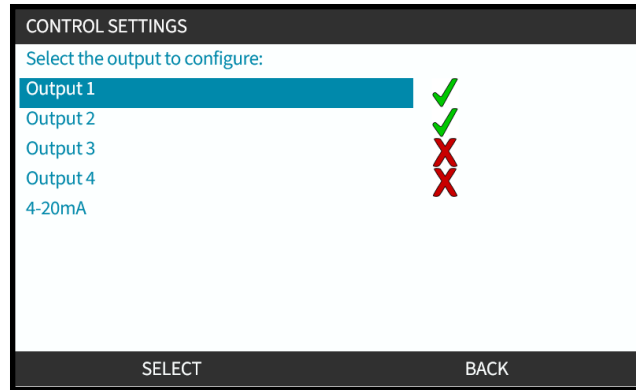 CONTROL SETTINGS
Select the output to configure:
Output 1
Output 2
Output 3
Output 4
4-20mA
SELECT BACK